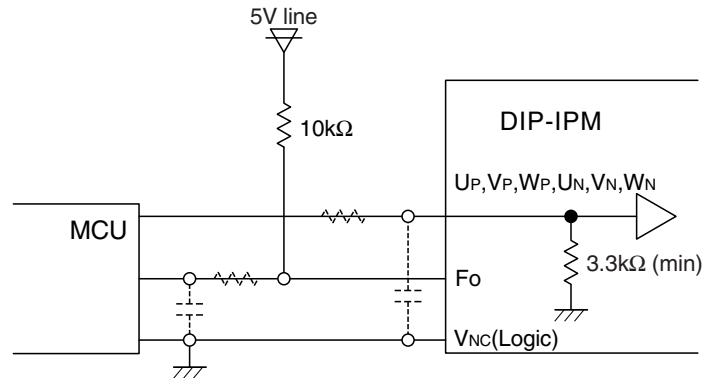 5V line
10kΩ
DIP-IPM
UP,VP,WP,UN,VN,WN
MCU
3.3kΩ (min)
Fo
VNC(Logic)